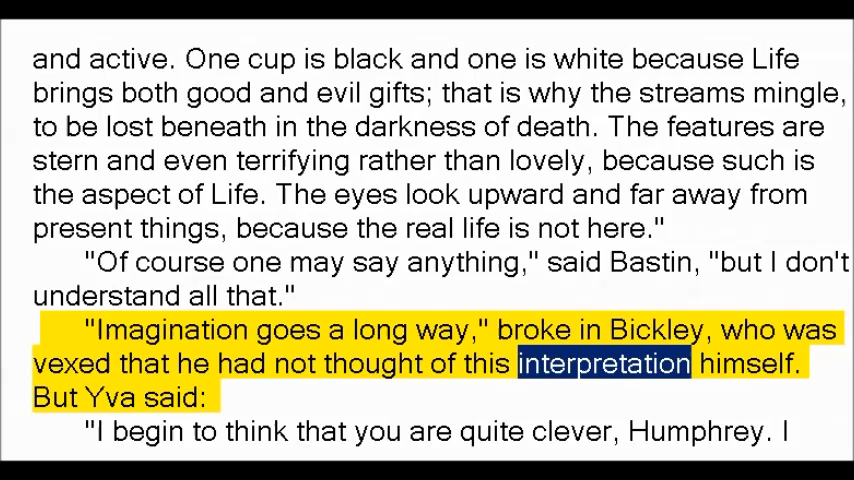 and active. One cup is black and one is white because Life
brings both good and evil gifts; that is why the streams mingle,
to be lost beneath in the darkness of death. The features are
stern and even terrifying rather than lovely, because such is
the aspect of Life. The eyes look upward and far away from
present things, because the real life is not here."
"Of course one may say anything," said Bastin, "but I don't
understand all that."
"Imagination goes a long way," broke in Bickley, who was
vexed that he had not thought of this interpretation himself.
But Yva said:
"I begin to think that you are quite clever, Humphrey. I